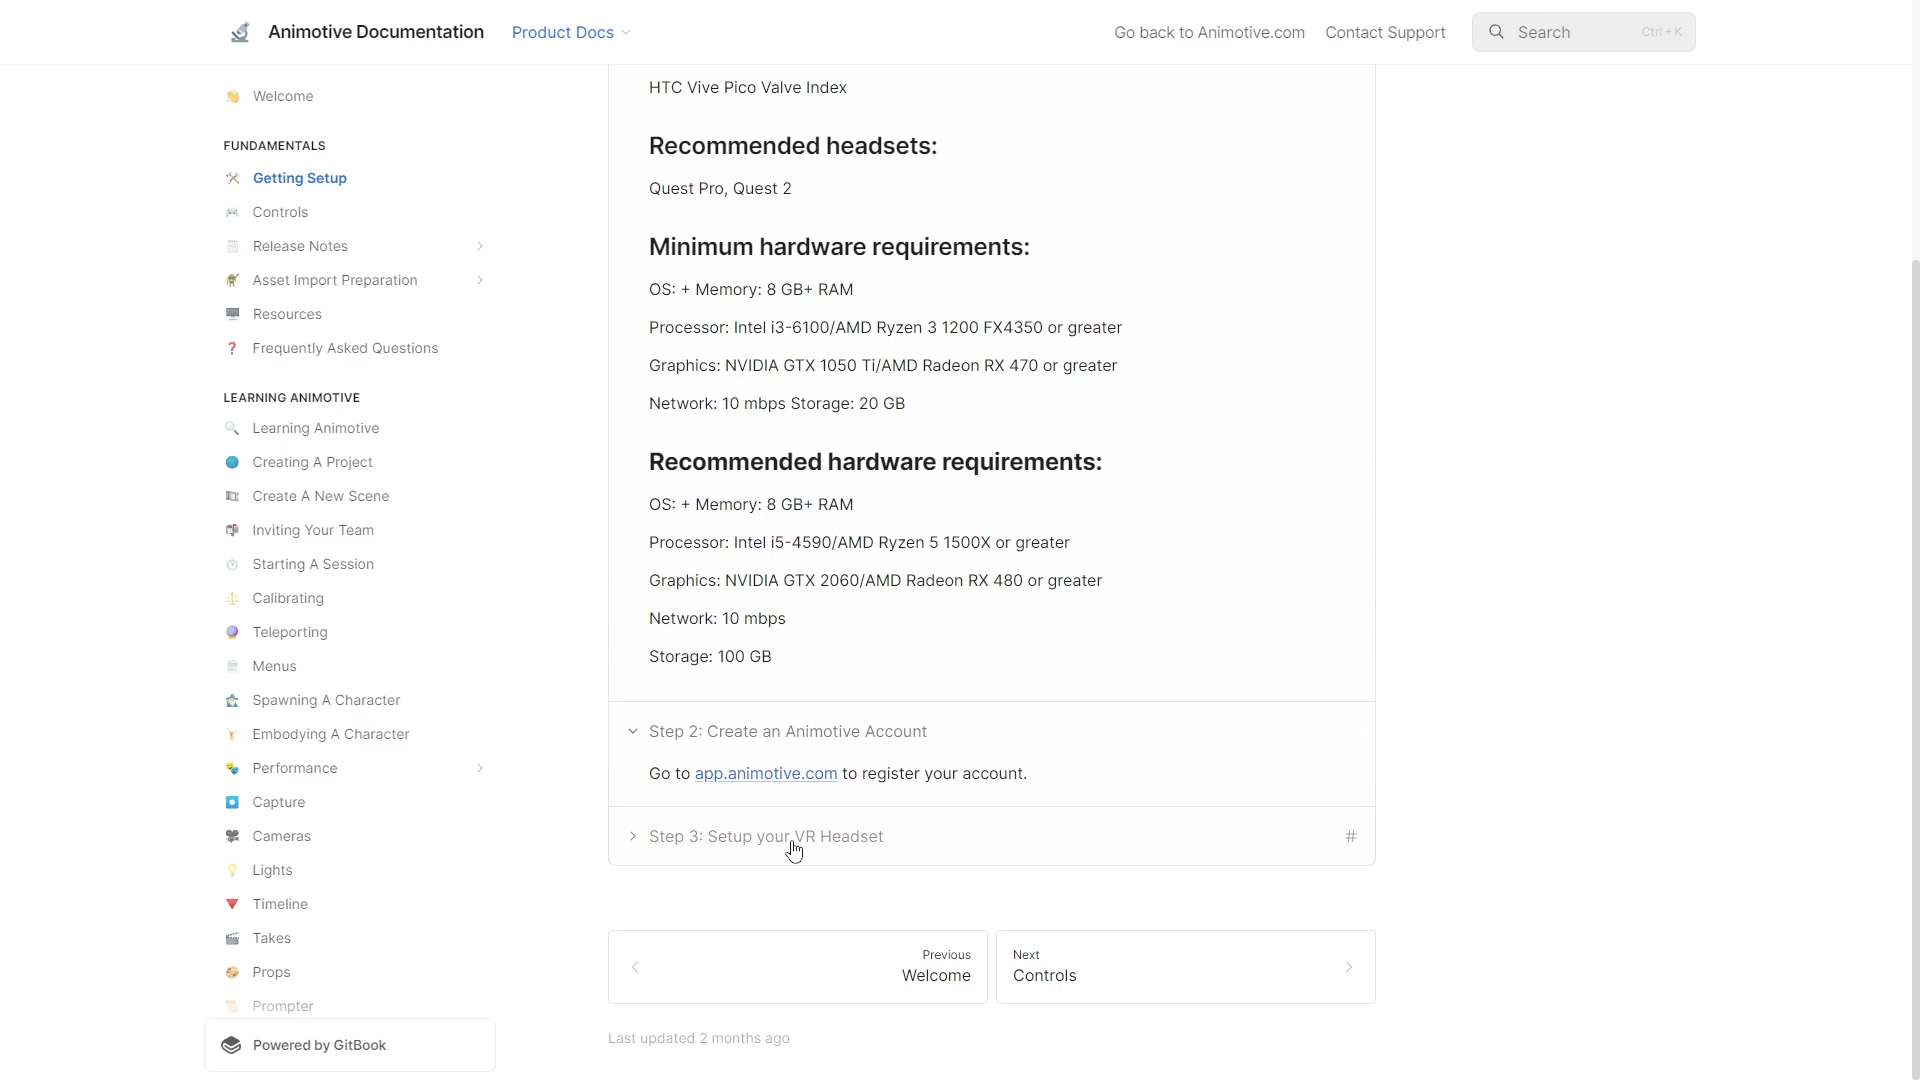 Animotive Documentation
Product Docs
Go back to Animotive.com
Contact Support
Search
Ctrl + K
Welcome
FUNDAMENTALS
Getting Setup
Controls
Release Notes
Asset Import Preparation
Resources
Frequently Asked Questions
LEARNING ANIMOTIVE
Learning Animotive
Creating A Project
Create A New Scene
Inviting Your Team
Starting A Session
Calibrating
Teleporting
Menus
Spawning A Character
Embodying A Character
Performance
Capture
Cameras
Lights
Timeline
Takes
Props
Prompter
Powered by GitBook
HTC Vive Pico Valve Index
Recommended headsets:
Quest Pro, Quest 2
Minimum hardware requirements:
OS: + Memory: 8 GB+ RAM
Processor: Intel i3-6100/AMD Ryzen 3 1200 FX4350 or greater
Graphics: NVIDIA GTX 1050 Ti/AMD Radeon RX 470 or greater
Network: 10 mbps Storage: 20 GB
Recommended hardware requirements:
OS: + Memory: 8 GB+ RAM
Processor: Intel i5-4590/AMD Ryzen 5 1500X or greater
Graphics: NVIDIA GTX 2060/AMD Radeon RX 480 or greater
Network: 10 mbps
Storage: 100 GB
Step 2: Create an Animotive Account
Go to app.animotive.com to register your account.
Step 3: Setup your VR Headset
#
Previous
Welcome
Next
Controls
Last updated 2 months ago